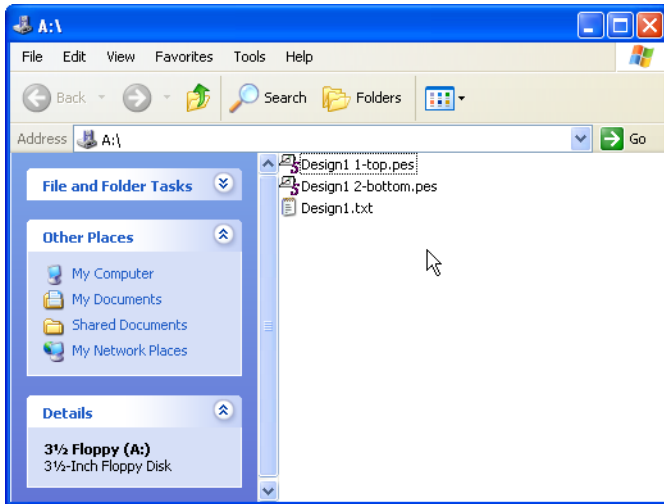 A:\
File Edit View Favorites Tools Help
Back Search Folders
Address A:\ Go
File and Folder Tasks
Other Places
My Computer
My Documents
Shared Documents
My Network Places
Details
3½ Floppy (A:)
3½-Inch Floppy Disk
Design1 1-top.pes
Design1 2-bottom.pes
Design1.txt